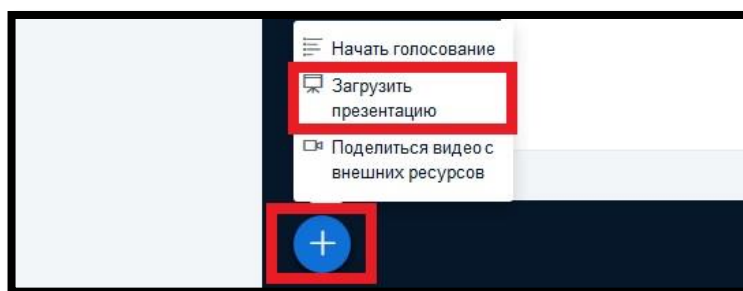 Начать голосование
Загрузить
презентацию
Поделиться видео с
внешних ресурсов